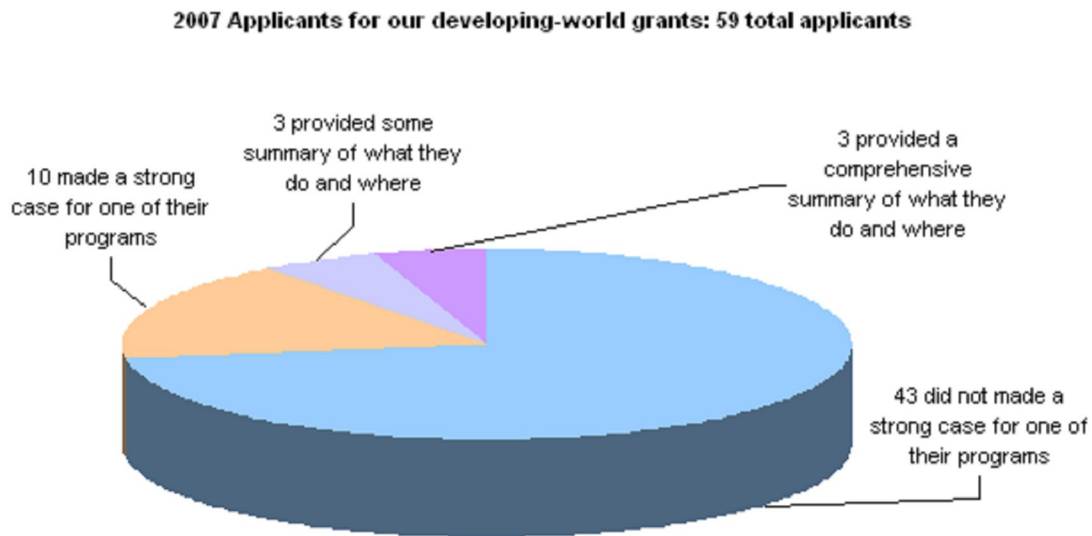 2007 Applicants for our developing-world grants: 59 total applicants
3 provided some
summary of what they
do and where
3 provided a
comprehensive
summary of what they
do and where
10 made a strong
case for one of their
programs
43 did not made a
strong case for one of
their programs